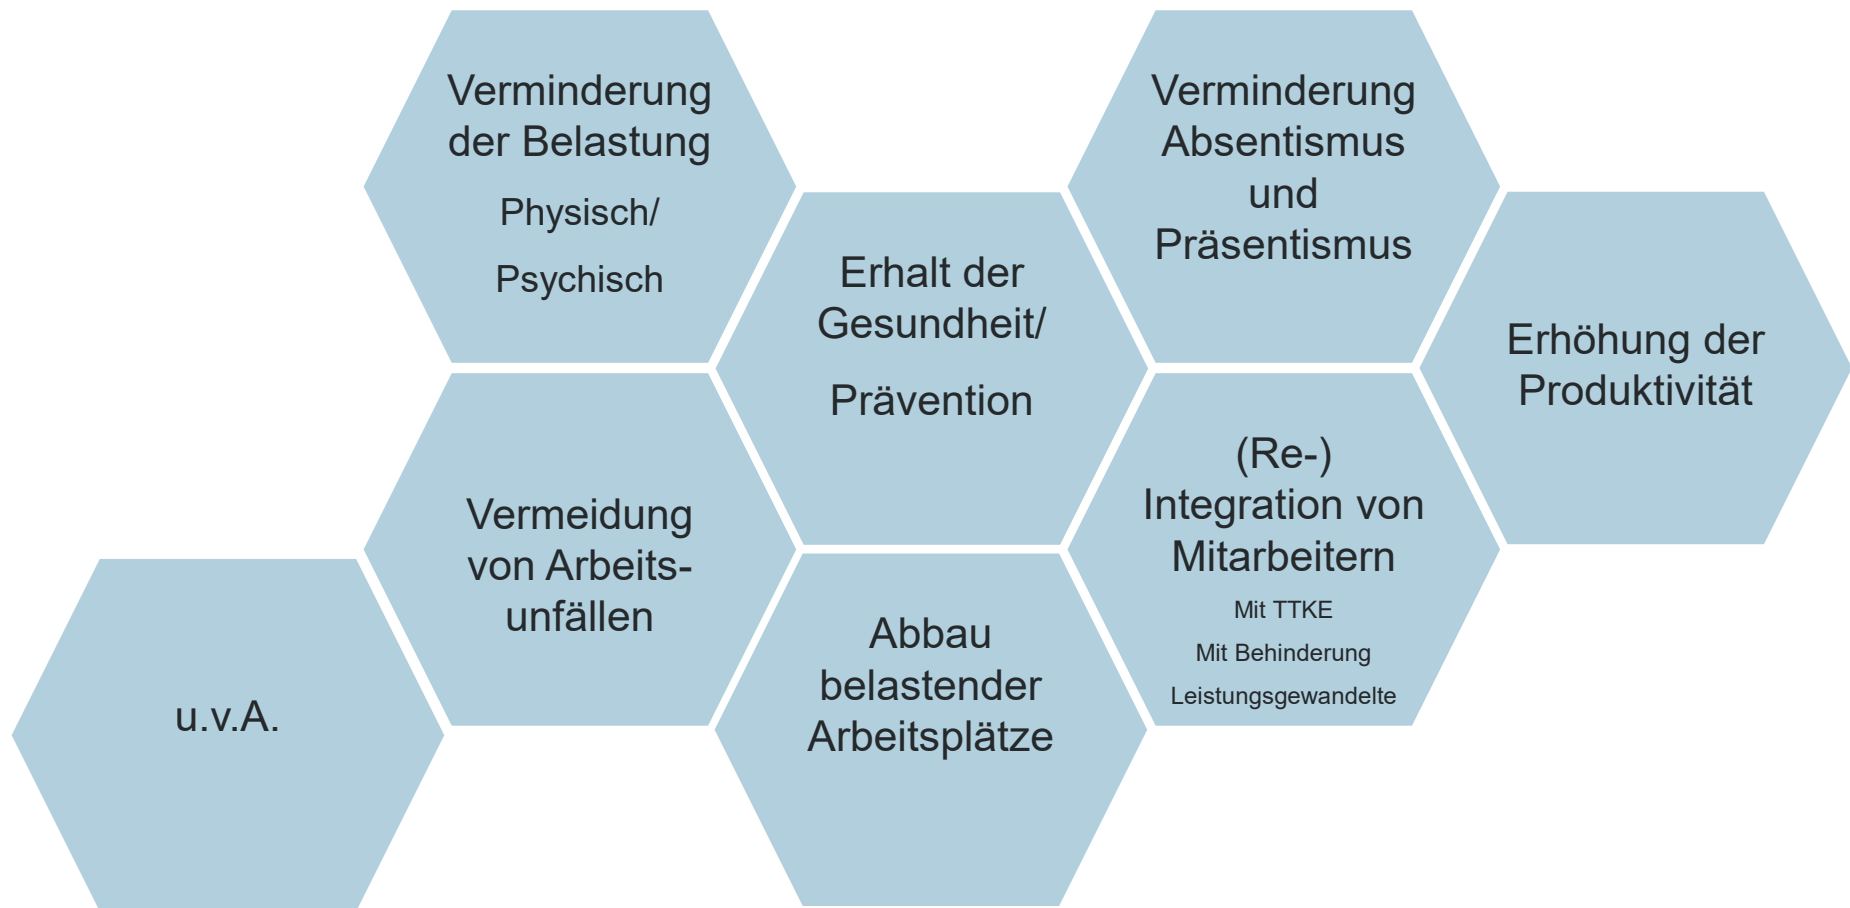 Verminderung
der Belastung
Physisch/
Psychisch
Verminderung
Absentismus
und
Präsentismus
Erhalt der
Gesundheit/
Prävention
Erhöhung der
Produktivität
Vermeidung
von Arbeits-
unfällen
(Re-)
Integration von
Mitarbeitern
Mit TTKE
Mit Behinderung
Leistungsgewandelte
Abbau
belastender
Arbeitsplätze
u.v.A.